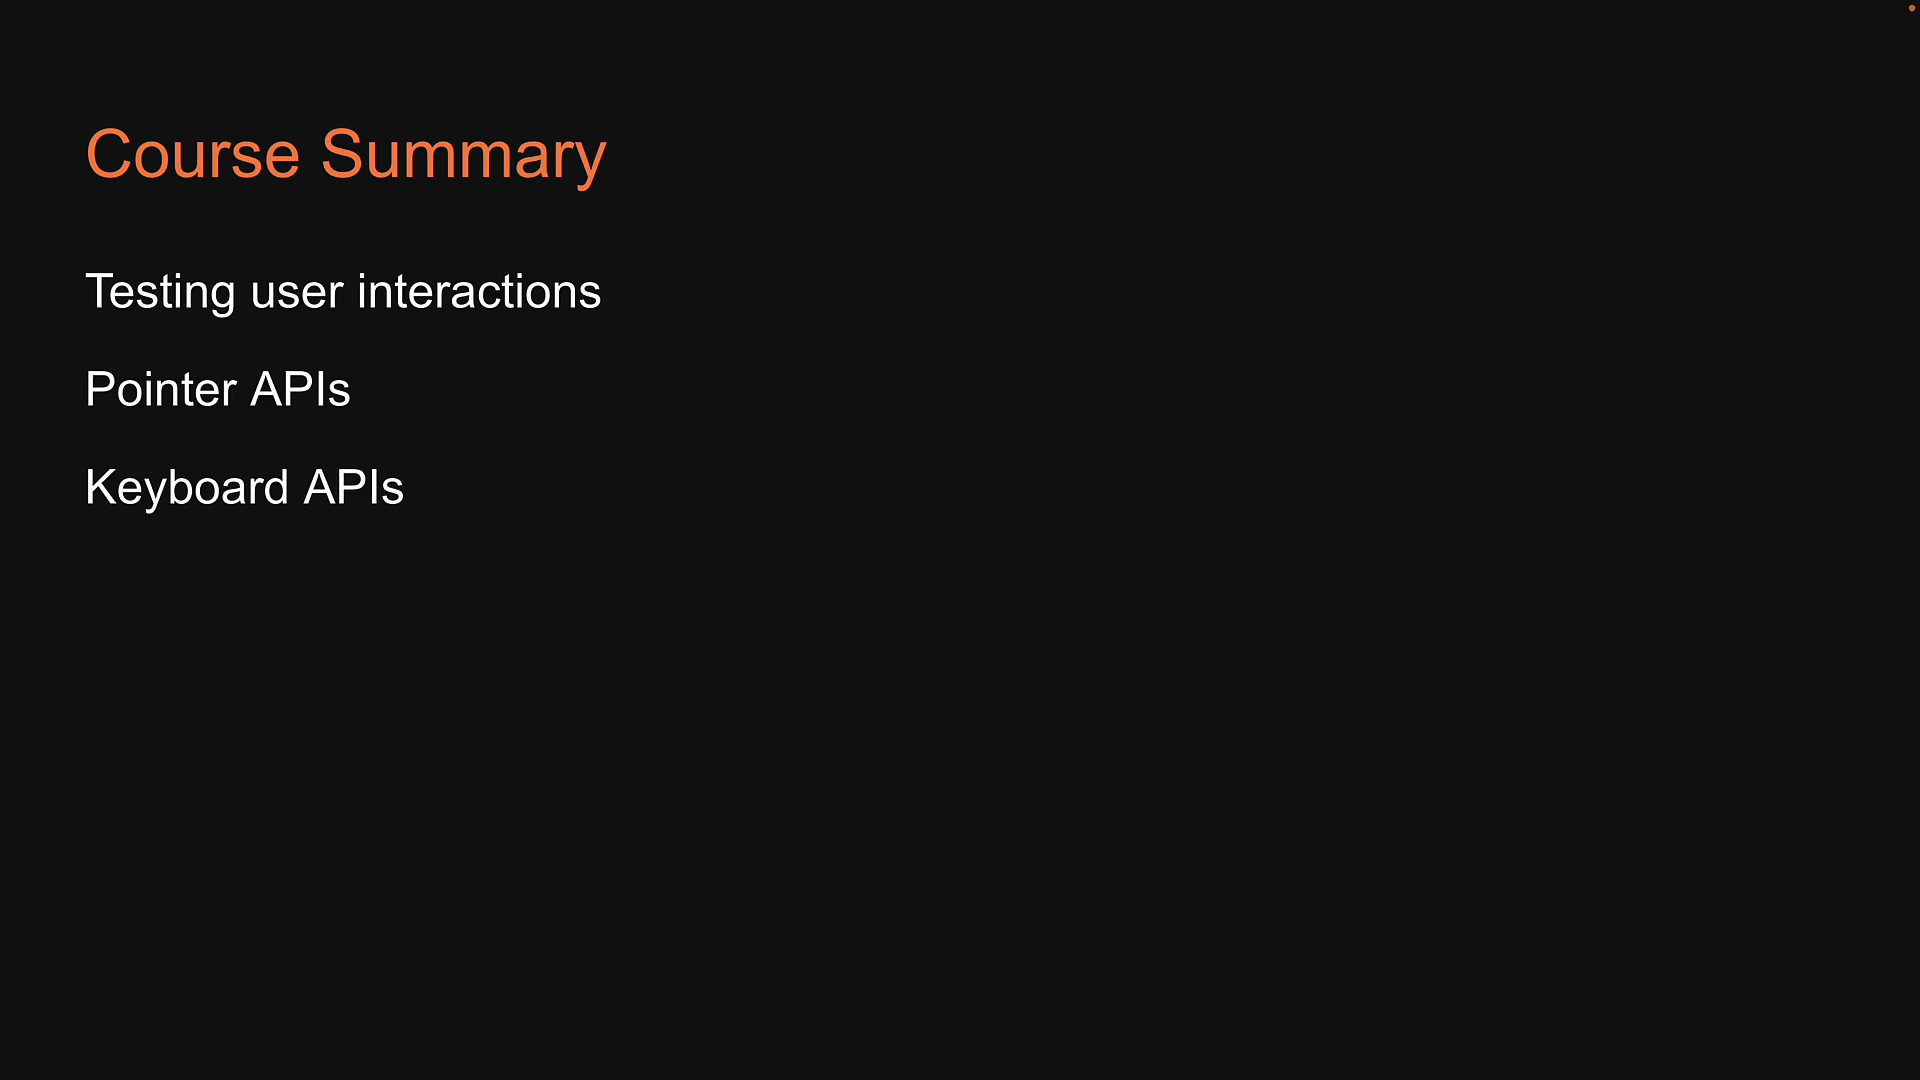 Course Summary
Testing user interactions
Pointer APIs
Keyboard APIs